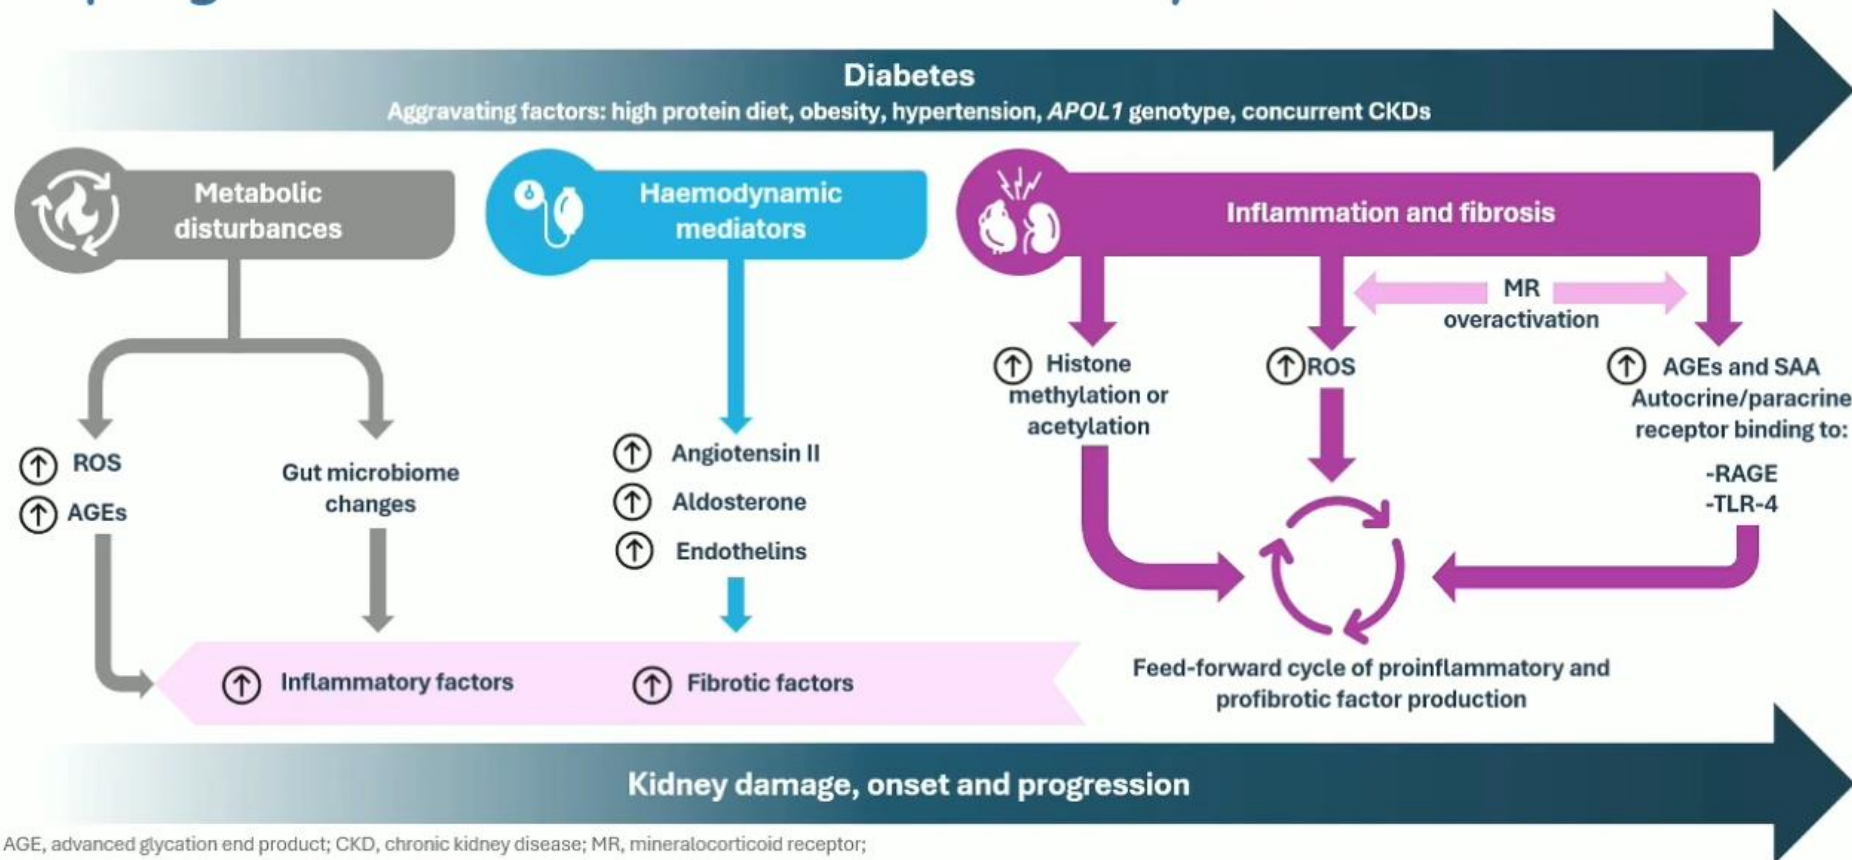 Diabetes
Aggravating factors: high protein diet, obesity, hypertension, APOL1 genotype, concurrent CKDs
Metabolic
disturbances
Haemodynamic
mediators
Inflammation and fibrosis
MR
overactivation
ROS
AGEs
Gut microbiome
changes
Angiotensin II
Aldosterone
Endothelins
Histone
methylation or
acetylation
ROS
AGEs and SAA
Autocrine/paracrine
receptor binding to:
-RAGE
-TLR-4
Inflammatory factors
Fibrotic factors
Feed-forward cycle of proinflammatory and
profibrotic factor production
Kidney damage, onset and progression
AGE, advanced glycation end product; CKD, chronic kidney disease; MR, mineralocorticoid receptor;